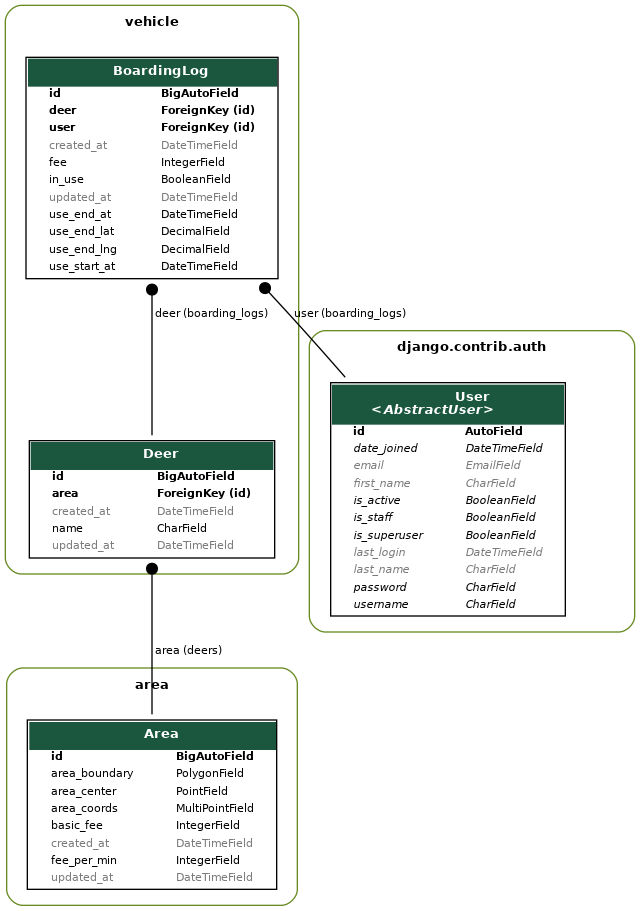 vehicle
BoardingLog
id BigAutoField
deer ForeignKey (id)
user ForeignKey (id)
created_at DateTimeField
fee IntegerField
in_use BooleanField
updated_at DateTimeField
use_end_at DateTimeField
use_end_lat DecimalField
use_end_lng DecimalField
use_start_at DateTimeField
deer (boarding_logs)
user (boarding_logs)
django.contrib.auth
User
<AbstractUser>
id AutoField
date_joined DateTimeField
email EmailField
first_name CharField
is_active BooleanField
is_staff BooleanField
is_superuser BooleanField
last_login DateTimeField
last_name CharField
password CharField
username CharField
Deer
id BigAutoField
area ForeignKey (id)
created_at DateTimeField
name CharField
updated_at DateTimeField
area (deers)
area
Area
id BigAutoField
area_boundary PolygonField
area_center PointField
area_coords MultiPointField
basic_fee IntegerField
created_at DateTimeField
fee_per_min IntegerField
updated_at DateTimeField